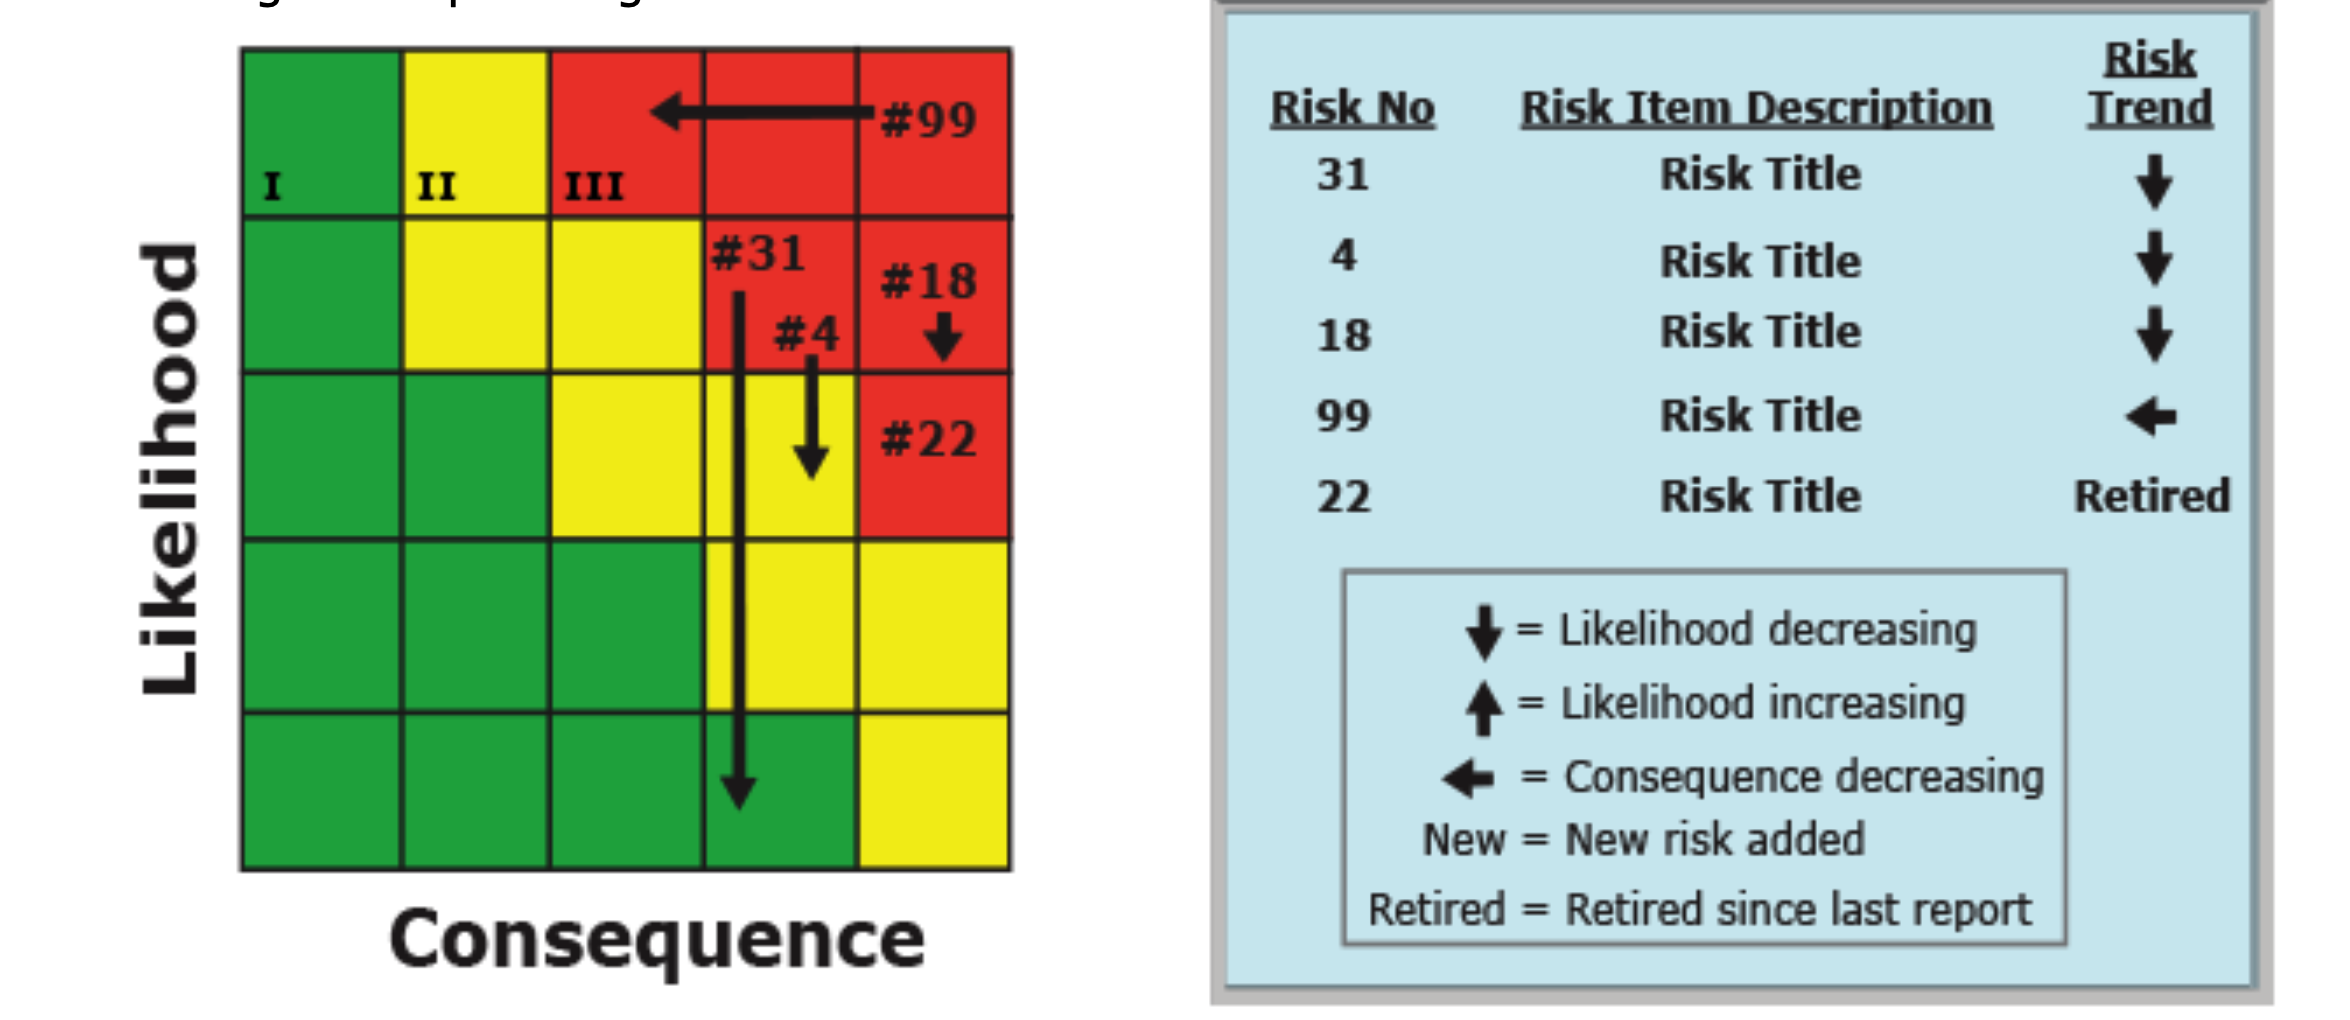 #99
I II III
#31
#18
#4
#22
Likelihood
Consequence
Risk No Risk Item Description Risk Trend
31 Risk Title
4 Risk Title
18 Risk Title
99 Risk Title
22 Risk Title Retired
= Likelihood decreasing
= Likelihood increasing
= Consequence decreasing
New = New risk added
Retired = Retired since last report